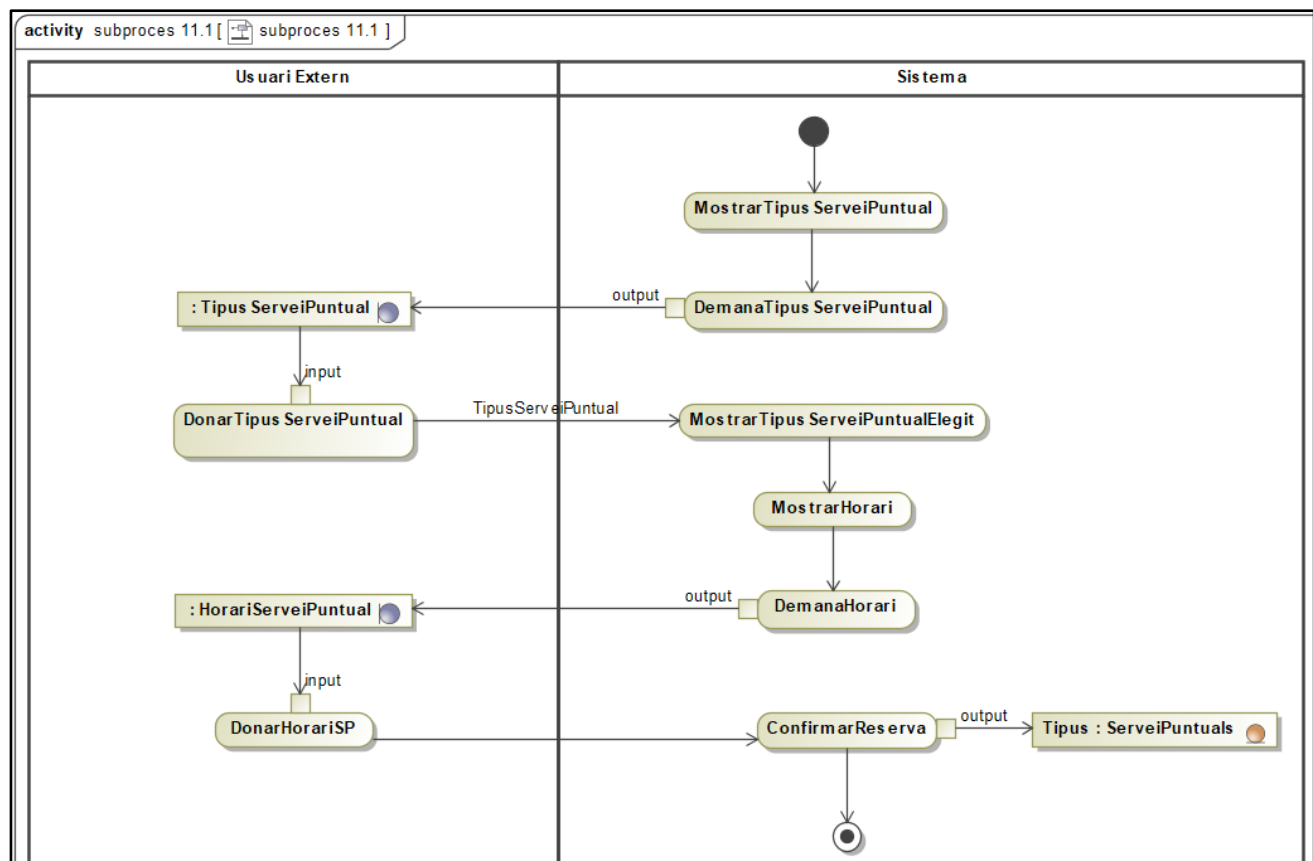 activity subproces 11.1 [ subproces 11.1 ]
Usuari Extern
Sistema
MostrarTipusServeiPuntual
: TipusServeiPuntual
output
DemanaTipusServeiPuntual
input
DonarTipusServeiPuntual
TipusServeiPuntual
MostrarTipusServeiPuntualElegit
MostrarHorari
: HorariServeiPuntual
output
DemanaHorari
input
DonarHorariSP
ConfirmarReserva
output
Tipus : ServeiPuntuals